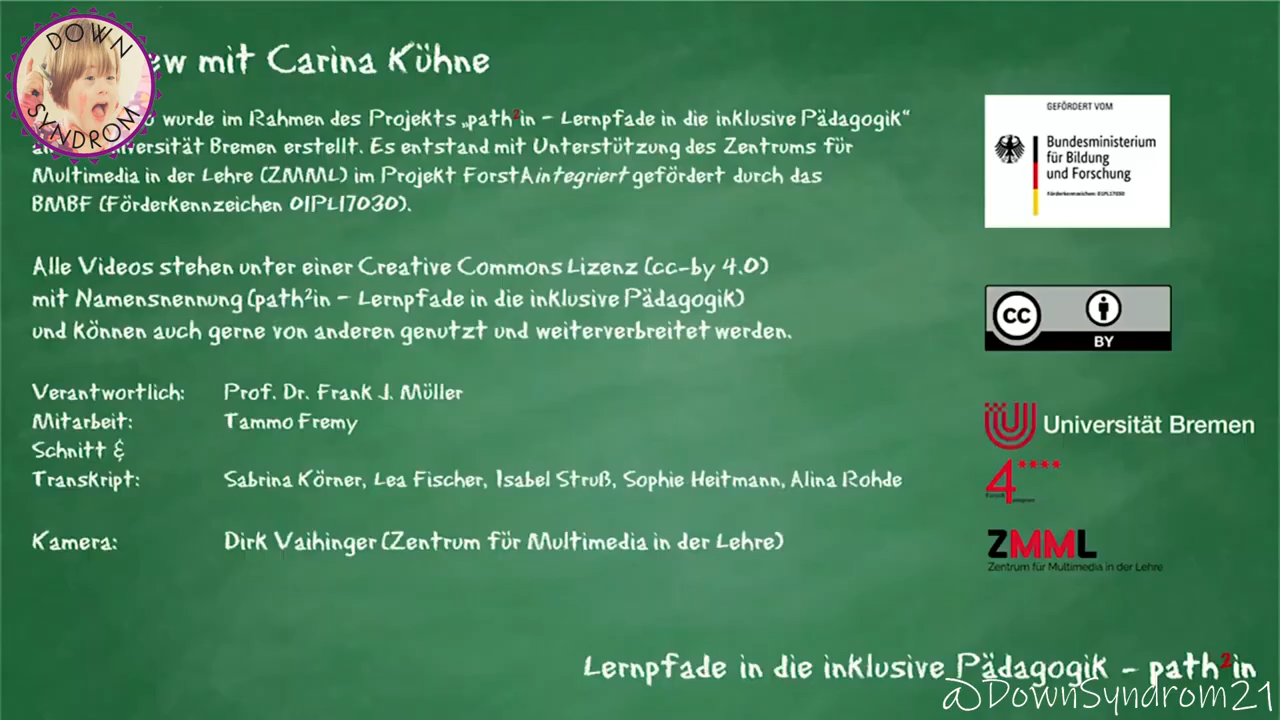 DOWN
SYNDROM
ew mit Carina Kühne
wurde im Rahmen des Projekts „path²in - Lernpfade in die inklusive Pädagogik“
versität Bremen erstellt. Es entstand mit Unterstützung des Zentrums für
Multimedia in der Lehre (ZMML) im Projekt ForstAintegriert gefördert durch das
BMBF (Förderkennzeichen 01PL17030).
Alle Videos stehen unter einer Creative Commons Lizenz (cc-by 4.0)
mit Namensnennung (path²in - Lernpfade in die inklusive Pädagogik)
und können auch gerne von anderen genutzt und weiterverbreitet werden.
Verantwortlich: Prof. Dr. Frank J. Müller
Mitarbeit: Tammo Fremy
Schnitt &
Transkript: Sabrina Körner, Lea Fischer, Isabel Struß, Sophie Heitmann, Alina Rohde
Kamera: Dirk Vaihinger (Zentrum für Multimedia in der Lehre)
GEFÖRDERT VOM
Bundesministerium
für Bildung
und Forschung
Förderkennzeichen: 01PL17030
CC
BY
Universität Bremen
4****
ZMML
Zentrum für Multimedia in der Lehre
Lernpfade in die inklusive Pädagogik - path²in
@DownSyndrom21